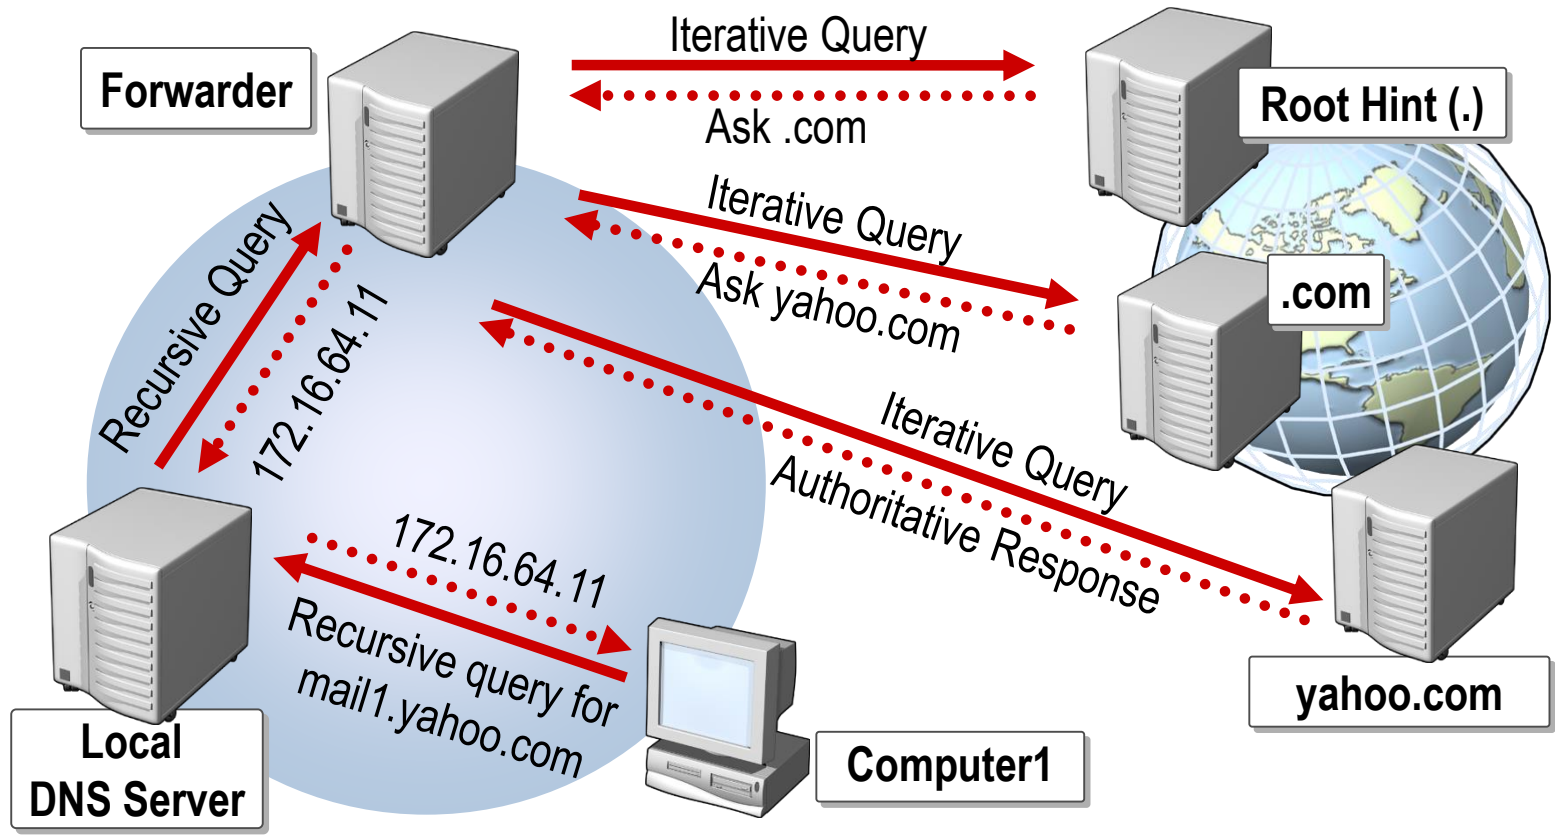 Forwarder
Iterative Query
Ask .com
Root Hint (.)
Iterative Query
Ask yahoo.com
.com
Recursive Query
172.16.64.11
Iterative Query
Authoritative Response
172.16.64.11
Recursive query for
mail1.yahoo.com
yahoo.com
Local
DNS Server
Computer1